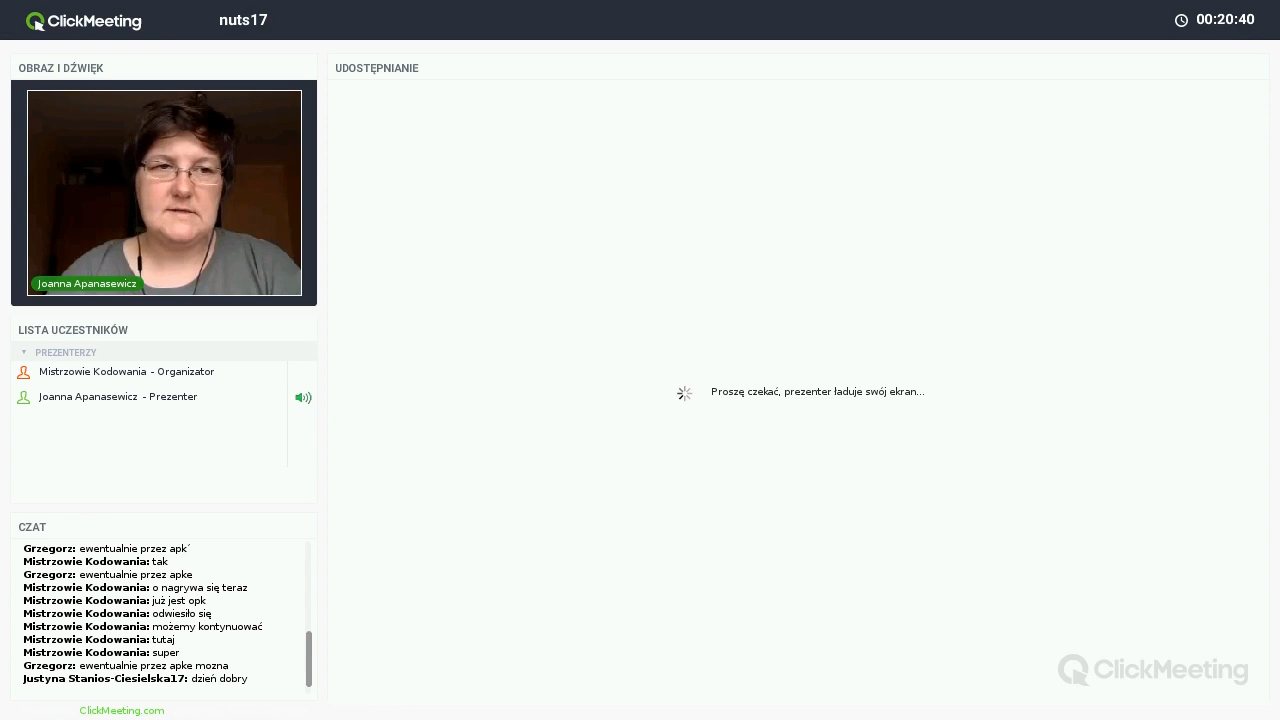 ClickMeeting
nuts17
00:20:40
OBRAZ I DŹWIĘK
Joanna Apanasewicz
LISTA UCZESTNIKÓW
PREZENTERZY
Mistrzowie Kodowania - Organizator
Joanna Apanasewicz - Prezenter
CZAT
Grzegorz: ewentualnie przez apk´
Mistrzowie Kodowania: tak
Grzegorz: ewentualnie przez apke
Mistrzowie Kodowania: o nagrywa się teraz
Mistrzowie Kodowania: już jest opk
Mistrzowie Kodowania: odwiesiło się
Mistrzowie Kodowania: możemy kontynuować
Mistrzowie Kodowania: tutaj
Mistrzowie Kodowania: super
Grzegorz: ewentualnie przez apke mozna
Justyna Stanios-Ciesielska17: dzień dobry
ClickMeeting.com
UDOSTĘPNIANIE
Proszę czekać, prezenter ładuje swój ekran...
ClickMeeting